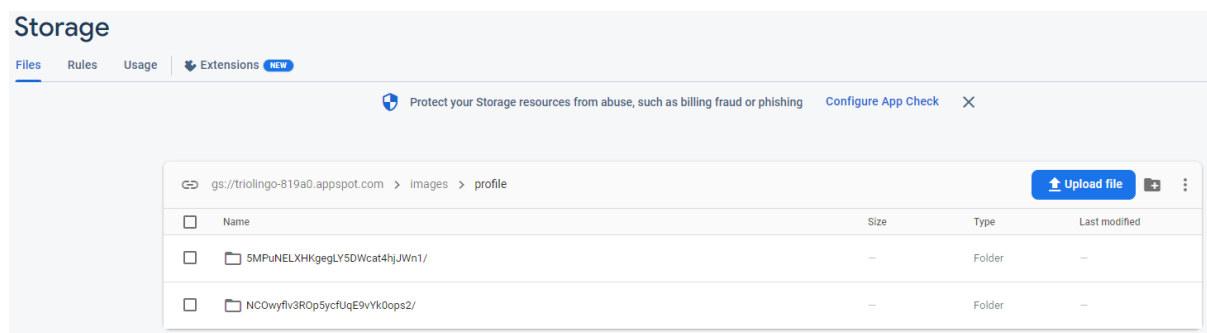 Storage
Files Rules Usage Extensions NEW
Protect your Storage resources from abuse, such as billing fraud or phishing Configure App Check
gs://triolingo-819a0.appspot.com > images > profile Upload file
Name Size Type Last modified
5MPuNELXHKgegLY5DWcat4hjJWn1/ — Folder —
NCOwyflv3ROp5ycfUqE9vYk0ops2/ — Folder —